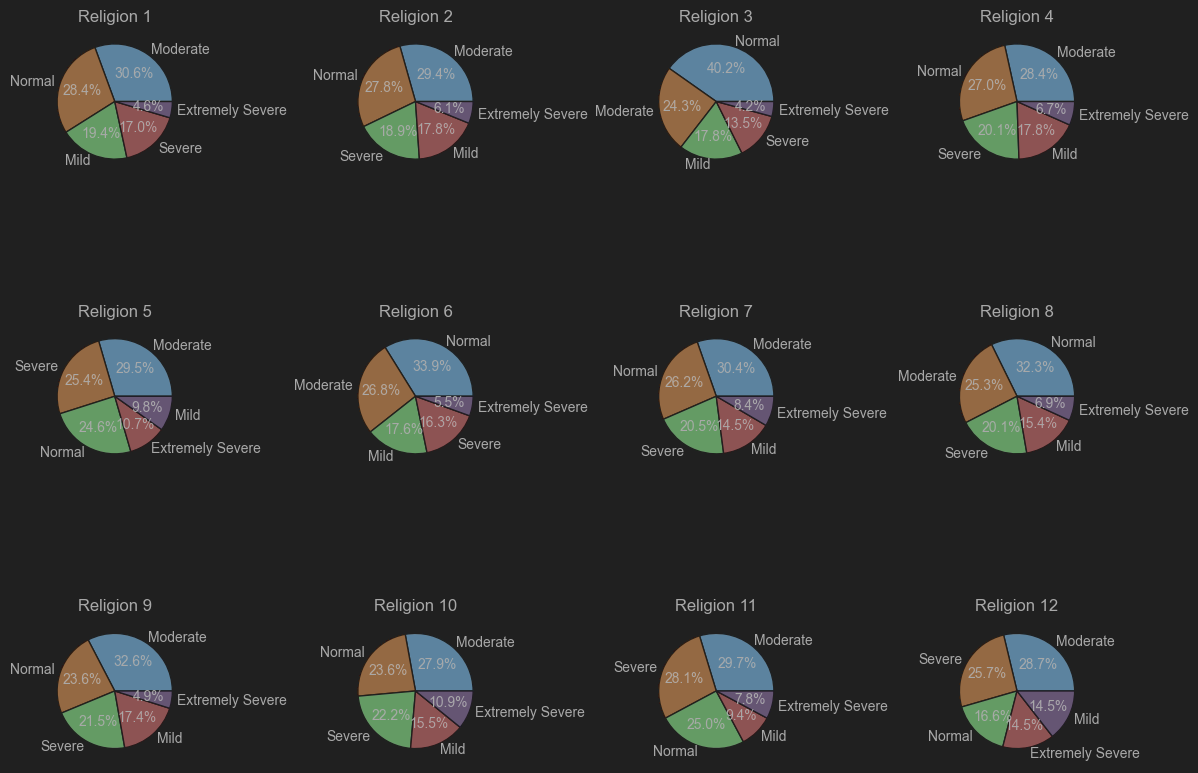 Religion 1
Moderate
30.6%
Normal
28.4%
Mild
19.4%
Severe
17.0%
Extremely Severe
4.6%
Religion 2
Moderate
29.4%
Normal
27.8%
Severe
18.9%
Mild
17.8%
Extremely Severe
6.1%
Religion 3
Normal
40.2%
Moderate
24.3%
Mild
17.8%
Severe
13.5%
Extremely Severe
4.2%
Religion 4
Moderate
28.4%
Normal
27.0%
Severe
20.1%
Mild
17.8%
Extremely Severe
6.7%
Religion 5
Moderate
29.5%
Severe
25.4%
Normal
24.6%
Extremely Severe
10.7%
Mild
9.8%
Religion 6
Normal
33.9%
Moderate
26.8%
Mild
17.6%
Severe
16.3%
Extremely Severe
5.5%
Religion 7
Moderate
30.4%
Normal
26.2%
Severe
20.5%
Mild
14.5%
Extremely Severe
8.4%
Religion 8
Normal
32.3%
Moderate
25.3%
Severe
20.1%
Mild
15.4%
Extremely Severe
6.9%
Religion 9
Moderate
32.6%
Normal
23.6%
Severe
21.5%
Mild
17.4%
Extremely Severe
4.9%
Religion 10
Moderate
27.9%
Normal
23.6%
Severe
22.2%
Mild
15.5%
Extremely Severe
10.9%
Religion 11
Moderate
29.7%
Severe
28.1%
Normal
25.0%
Mild
9.4%
Extremely Severe
7.8%
Religion 12
Moderate
28.7%
Severe
25.7%
Normal
16.6%
Extremely Severe
14.5%
Mild
14.5%